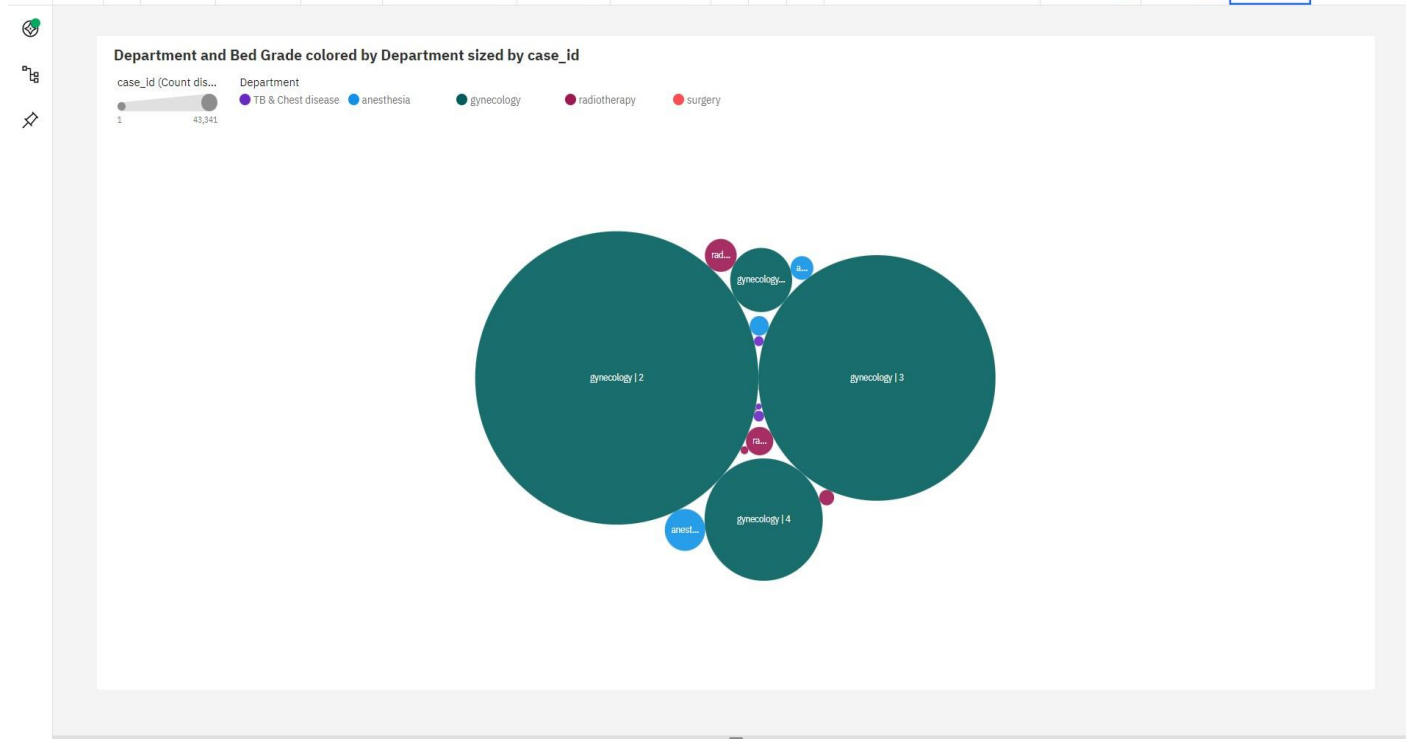 Department and Bed Grade colored by Department sized by case_id
case_id (Count dis... Department
TB & Chest disease anesthesia gynecology radiotherapy surgery
1 43,341
rad...
a...
gynecology...
gynecology | 2
gynecology | 3
ra...
gynecology | 4
anest...